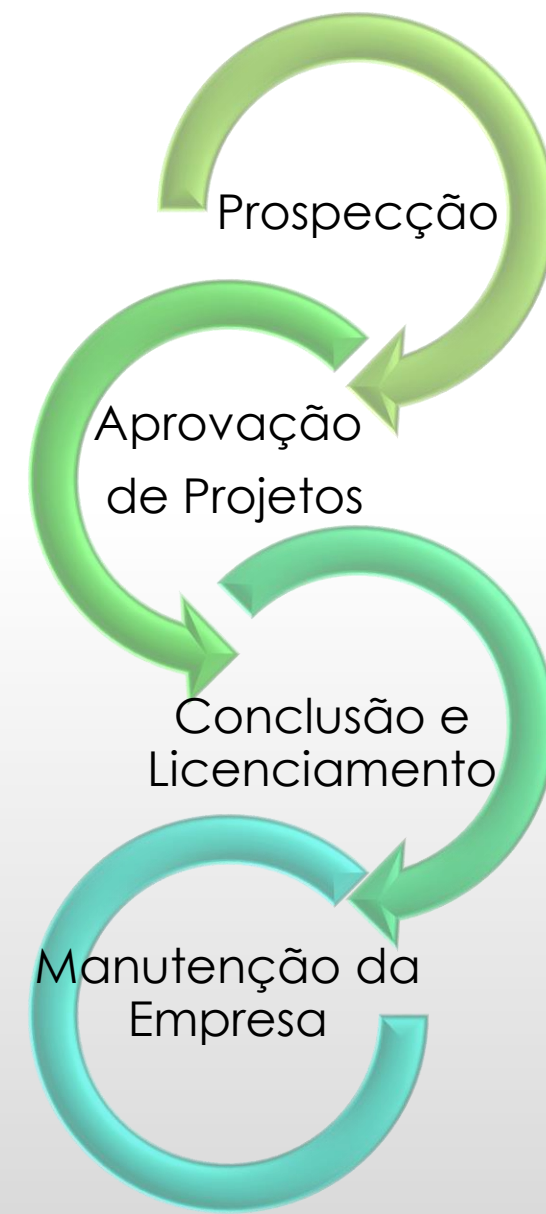 Prospecção
Aprovação
de Projetos
Conclusão e
Licenciamento
Manutenção da
Empresa